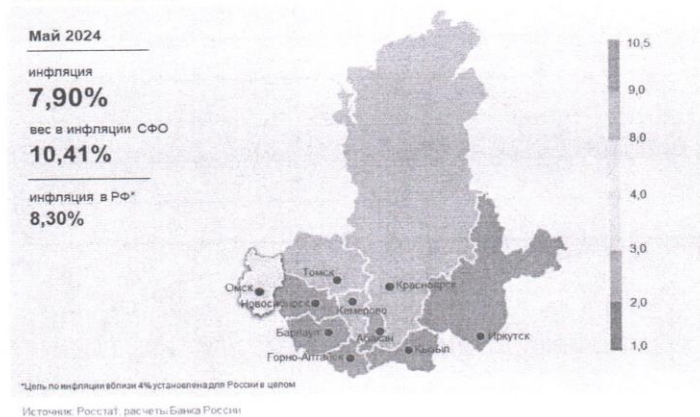 Май 2024
инфляция
7,90%
вес в инфляции СФО
10,41%
инфляция в РФ*
8,30%
10,5
9,0
8,0
4,0
3,0
2,0
1,0
Томск
Омск
Красноярск
Новосибирск
Кемерово
Барнаул
Абакан
Иркутск
Горно-Алтайск
Кызыл
*Цель по инфляции вблизи 4% установлена для России в целом
Источник: Росстат, расчеты Банка России